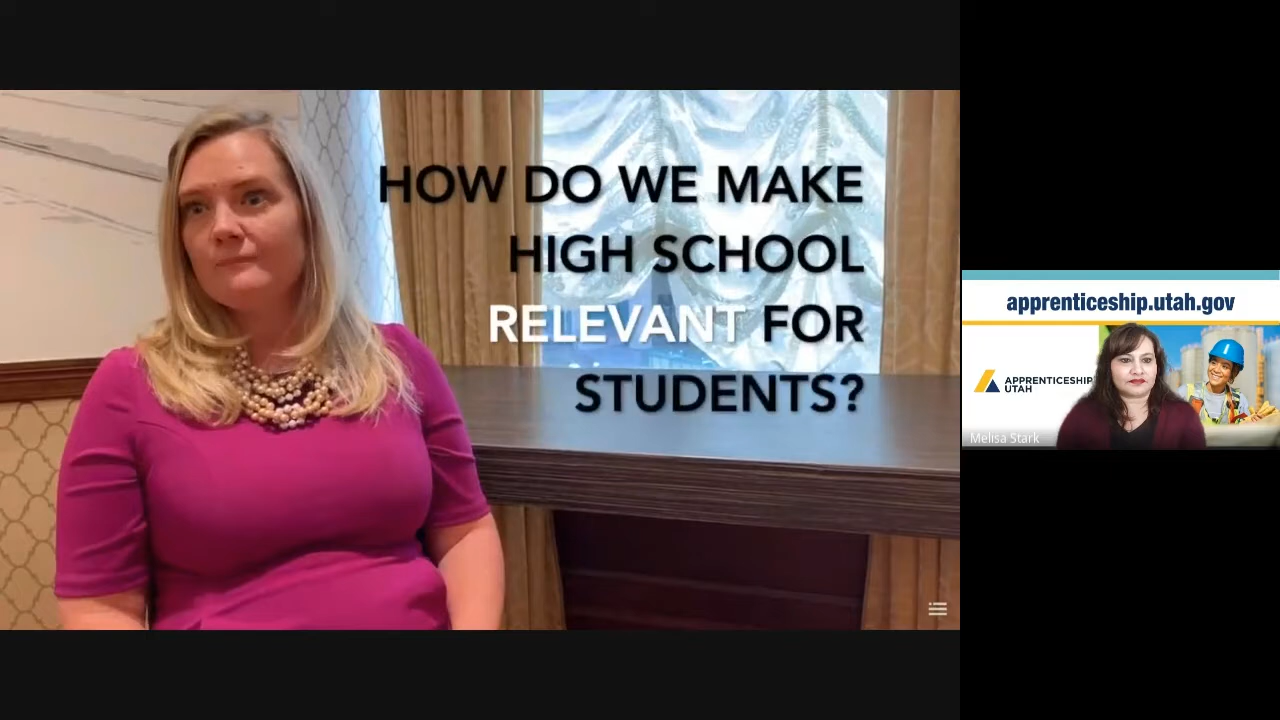 HOW DO WE MAKE
HIGH SCHOOL
RELEVANT FOR
STUDENTS?
apprenticeship.utah.gov
APPRENTICESHIP
UTAH
Melisa Stark